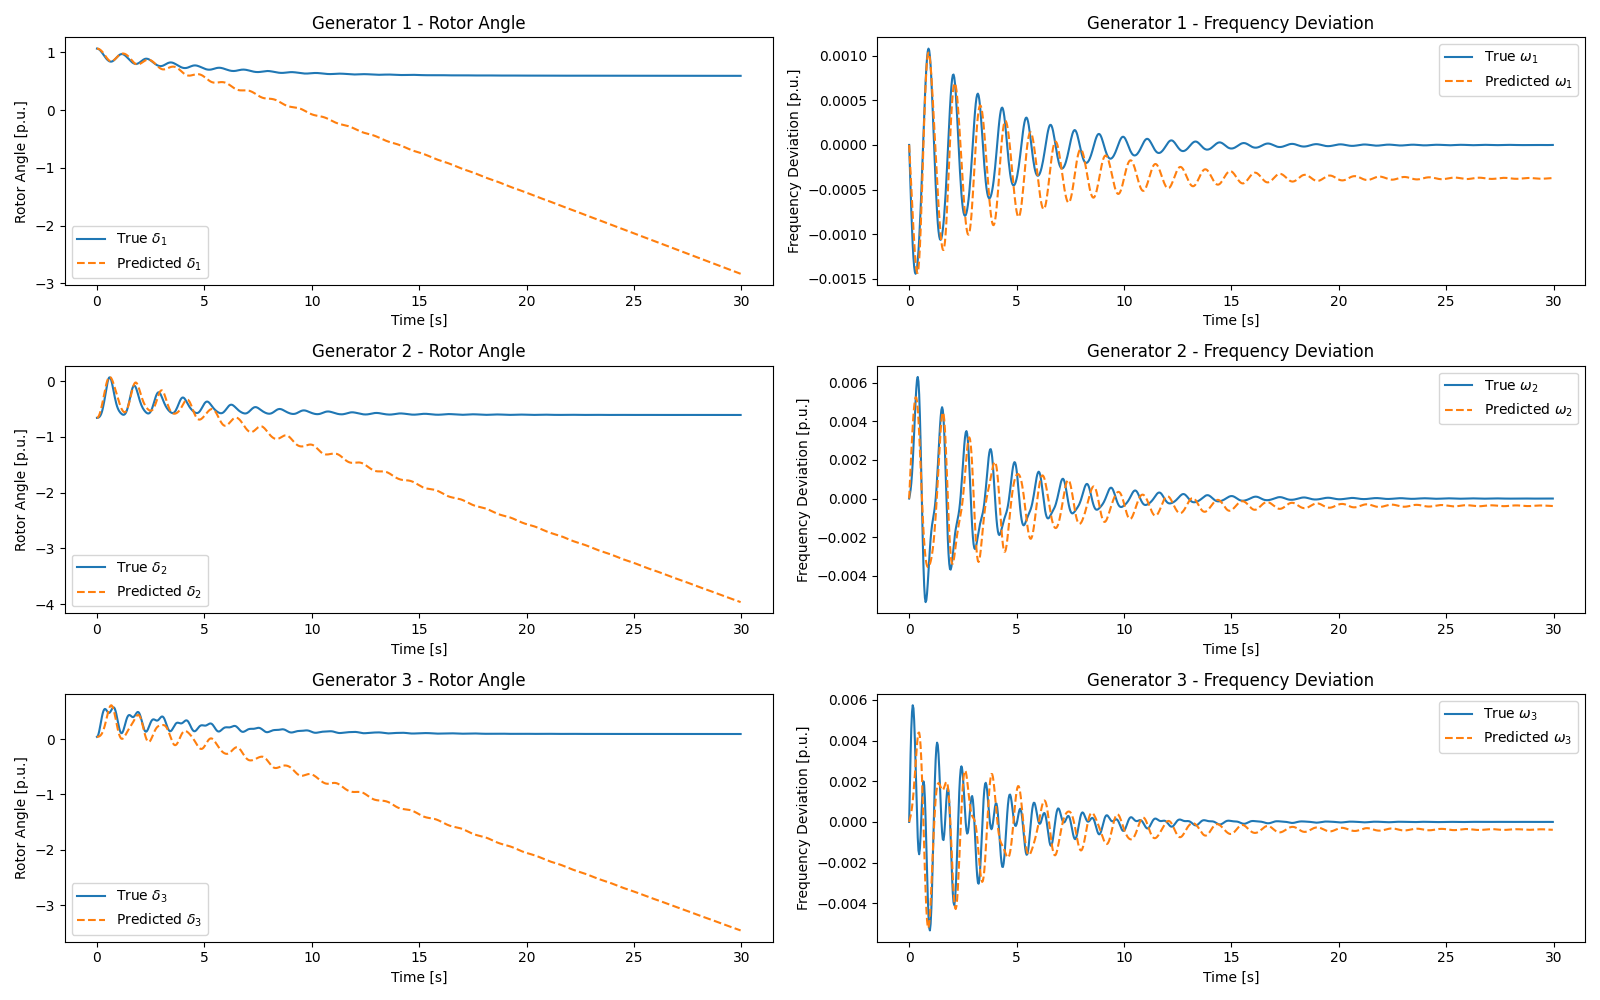 Generator 1 - Rotor Angle
Rotor Angle [p.u.]
1
0
−1
−2
−3
True δ1
Predicted δ1
0 5 10 15 20 25 30
Time [s]
Generator 1 - Frequency Deviation
Frequency Deviation [p.u.]
0.0010
0.0005
0.0000
−0.0005
−0.0010
−0.0015
True ω1
Predicted ω1
0 5 10 15 20 25 30
Time [s]
Generator 2 - Rotor Angle
Rotor Angle [p.u.]
0
−1
−2
−3
−4
True δ2
Predicted δ2
0 5 10 15 20 25 30
Time [s]
Generator 2 - Frequency Deviation
Frequency Deviation [p.u.]
0.006
0.004
0.002
0.000
−0.002
−0.004
True ω2
Predicted ω2
0 5 10 15 20 25 30
Time [s]
Generator 3 - Rotor Angle
Rotor Angle [p.u.]
0
−1
−2
−3
True δ3
Predicted δ3
0 5 10 15 20 25 30
Time [s]
Generator 3 - Frequency Deviation
Frequency Deviation [p.u.]
0.006
0.004
0.002
0.000
−0.002
−0.004
True ω3
Predicted ω3
0 5 10 15 20 25 30
Time [s]